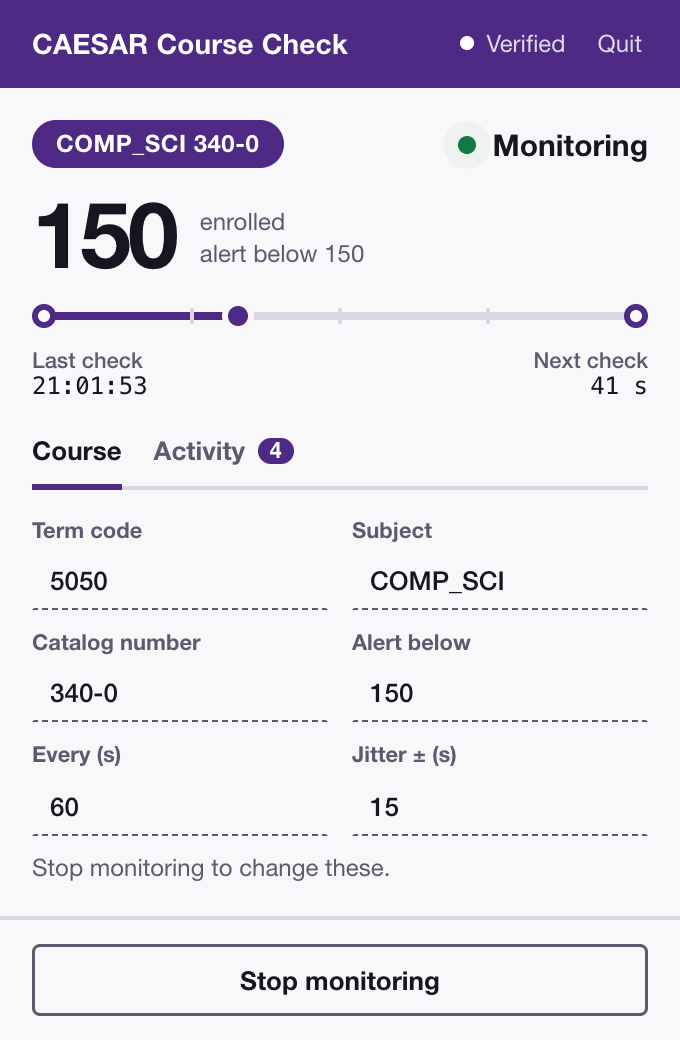 CAESAR Course Check
Verified
Quit
COMP_SCI 340-0
Monitoring
150
enrolled
alert below 150
Last check
Next check
21:01:53
41 s
Course
Activity 4
Term code
Subject
5050
COMP_SCI
Catalog number
Alert below
340-0
150
Every (s)
Jitter ± (s)
60
15
Stop monitoring to change these.
Stop monitoring